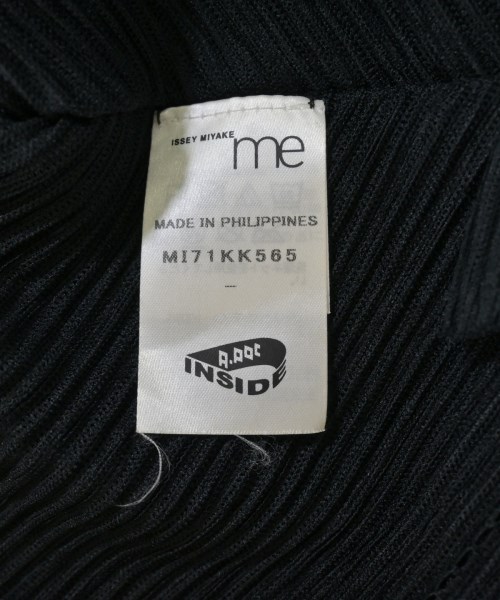 ISSEY MIYAKE me
MADE IN PHILIPPINES
MI71KK565
–
A.POC
INSIDE